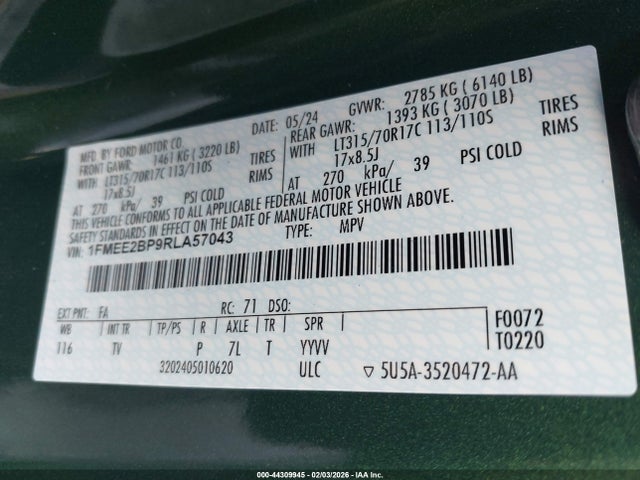 MFD. BY FORD MOTOR CO. DATE: 05/24 GVWR: 2785 KG ( 6140 LB)
FRONT GAWR: 1461 KG ( 3220 LB) REAR GAWR: 1393 KG ( 3070 LB)
WITH LT315/70R17C 113/110S TIRES WITH LT315/70R17C 113/110S TIRES
17x8.5J RIMS 17x8.5J RIMS
AT 270 kPa/ 39 PSI COLD AT 270 kPa/ 39 PSI COLD
THIS VEHICLE CONFORMS TO ALL APPLICABLE FEDERAL MOTOR VEHICLE
SAFETY STANDARDS IN EFFECT ON THE DATE OF MANUFACTURE SHOWN ABOVE.
VIN: 1FMEE2BP9RLA57043 TYPE: MPV
EXT PNT: FA RC: 71 DSO:
WB INT TR TP/PS R AXLE TR SPR F0072
116 TV P 7L T YYVV T0220
3202405010620 ULC ▽ 5U5A-3520472-AA
000-44309945 - 02/03/2026 - IAA Inc.